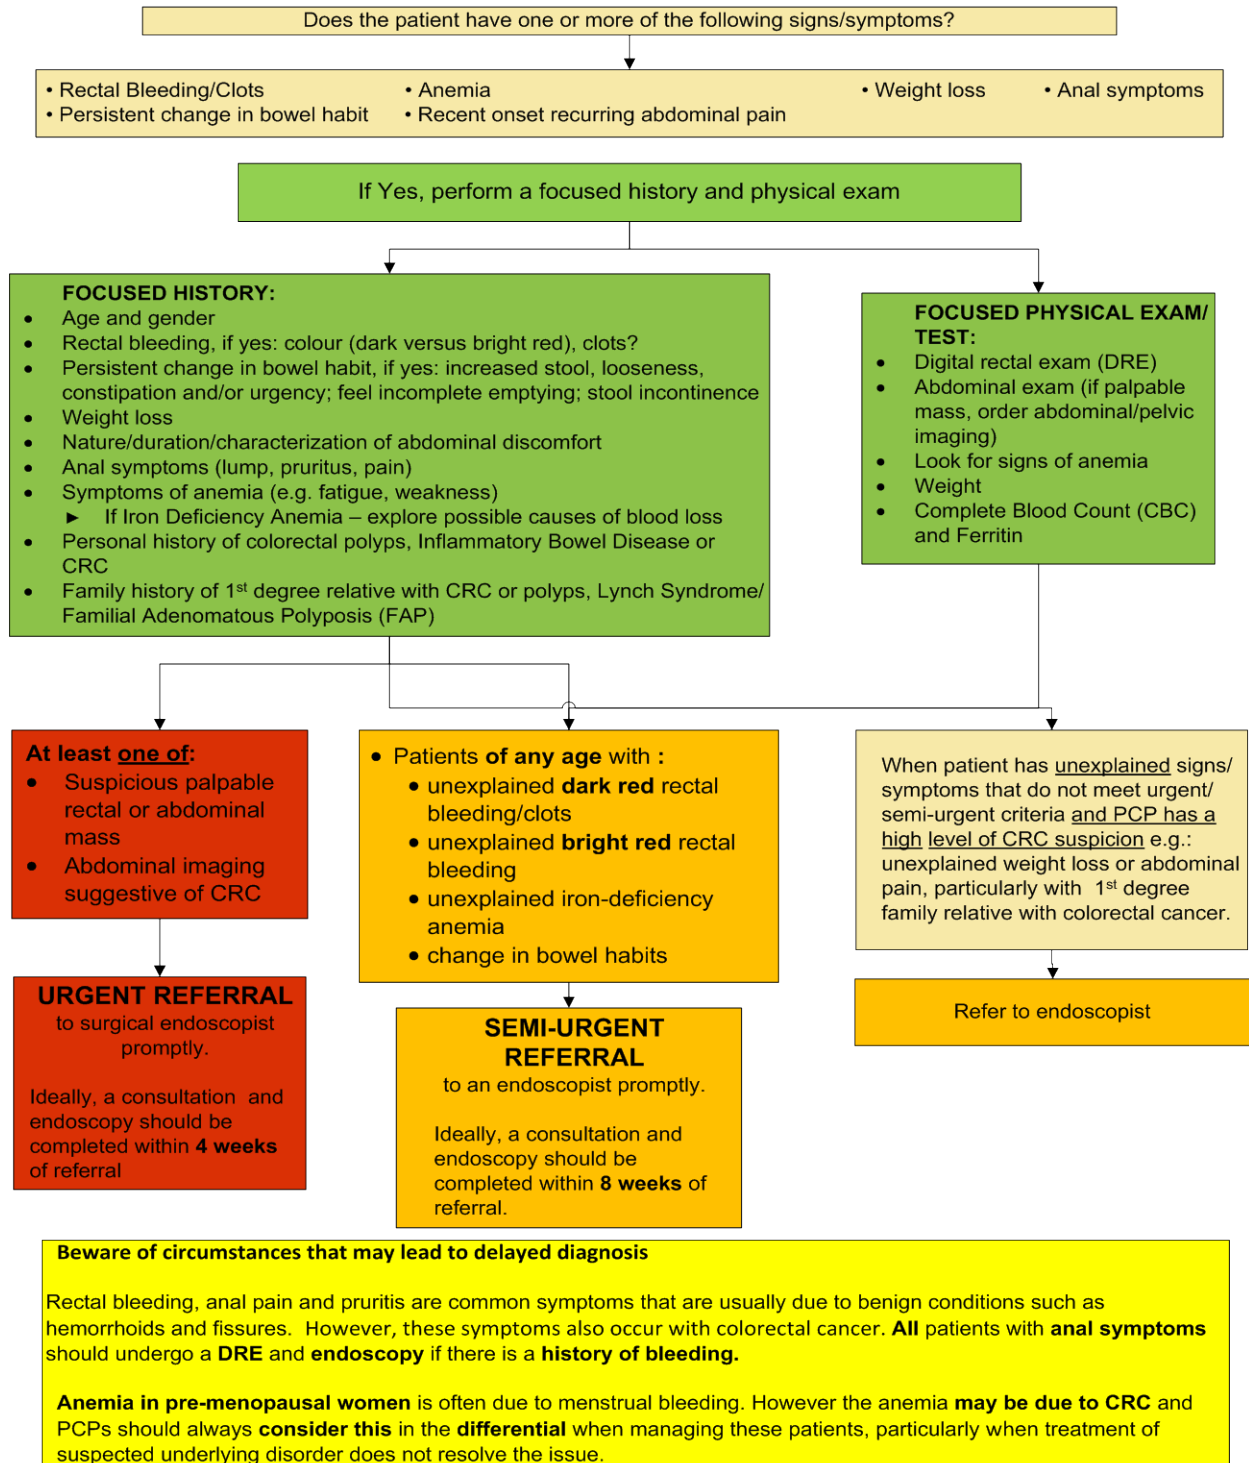 Does the patient have one or more of the following signs/symptoms?
• Rectal Bleeding/Clots
• Persistent change in bowel habit
• Anemia
• Recent onset recurring abdominal pain
• Weight loss
• Anal symptoms
If Yes, perform a focused history and physical exam
FOCUSED HISTORY:
• Age and gender
• Rectal bleeding, if yes: colour (dark versus bright red), clots?
• Persistent change in bowel habit, if yes: increased stool, looseness,
constipation and/or urgency; feel incomplete emptying; stool incontinence
• Weight loss
• Nature/duration/characterization of abdominal discomfort
• Anal symptoms (lump, pruritus, pain)
• Symptoms of anemia (e.g. fatigue, weakness)
► If Iron Deficiency Anemia – explore possible causes of blood loss
• Personal history of colorectal polyps, Inflammatory Bowel Disease or
CRC
• Family history of 1st degree relative with CRC or polyps, Lynch Syndrome/
Familial Adenomatous Polyposis (FAP)
FOCUSED PHYSICAL EXAM/
TEST:
• Digital rectal exam (DRE)
• Abdominal exam (if palpable
mass, order abdominal/pelvic
imaging)
• Look for signs of anemia
• Weight
• Complete Blood Count (CBC)
and Ferritin
At least one of:
• Suspicious palpable
rectal or abdominal
mass
• Abdominal imaging
suggestive of CRC
URGENT REFERRAL
to surgical endoscopist
promptly.
Ideally, a consultation and
endoscopy should be
completed within 4 weeks
of referral
• Patients of any age with :
• unexplained dark red rectal
bleeding/clots
• unexplained bright red rectal
bleeding
• unexplained iron-deficiency
anemia
• change in bowel habits
SEMI-URGENT
REFERRAL
to an endoscopist promptly.
Ideally, a consultation and
endoscopy should be
completed within 8 weeks of
referral.
When patient has unexplained signs/
symptoms that do not meet urgent/
semi-urgent criteria and PCP has a
high level of CRC suspicion e.g.:
unexplained weight loss or abdominal
pain, particularly with 1st degree
family relative with colorectal cancer.
Refer to endoscopist
Beware of circumstances that may lead to delayed diagnosis
Rectal bleeding, anal pain and pruritis are common symptoms that are usually due to benign conditions such as
hemorrhoids and fissures. However, these symptoms also occur with colorectal cancer. All patients with anal symptoms
should undergo a DRE and endoscopy if there is a history of bleeding.
Anemia in pre-menopausal women is often due to menstrual bleeding. However the anemia may be due to CRC and
PCPs should always consider this in the differential when managing these patients, particularly when treatment of
suspected underlying disorder does not resolve the issue.